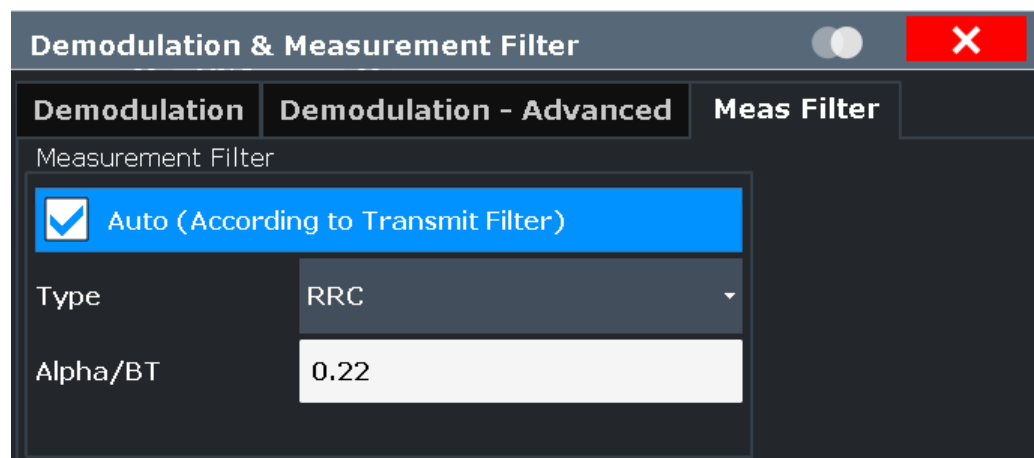 Demodulation & Measurement Filter
Demodulation Demodulation - Advanced Meas Filter
Measurement Filter
Auto (According to Transmit Filter)
Type RRC
Alpha/BT 0.22